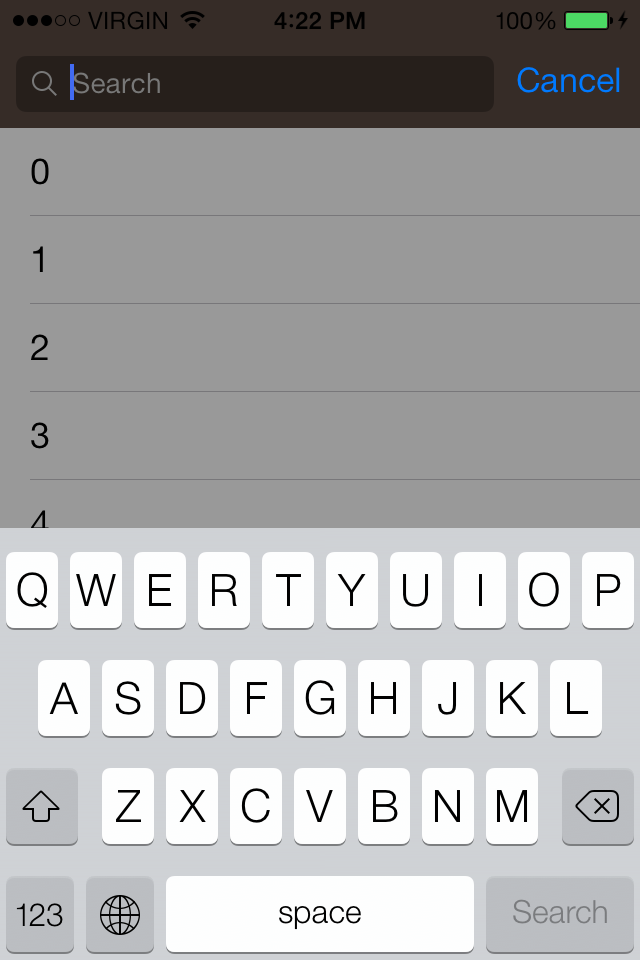 VIRGIN 4:22 PM 100%
Search Cancel
0
1
2
3
4
Q W E R T Y U I O P
A S D F G H J K L
Z X C V B N M
123 space Search